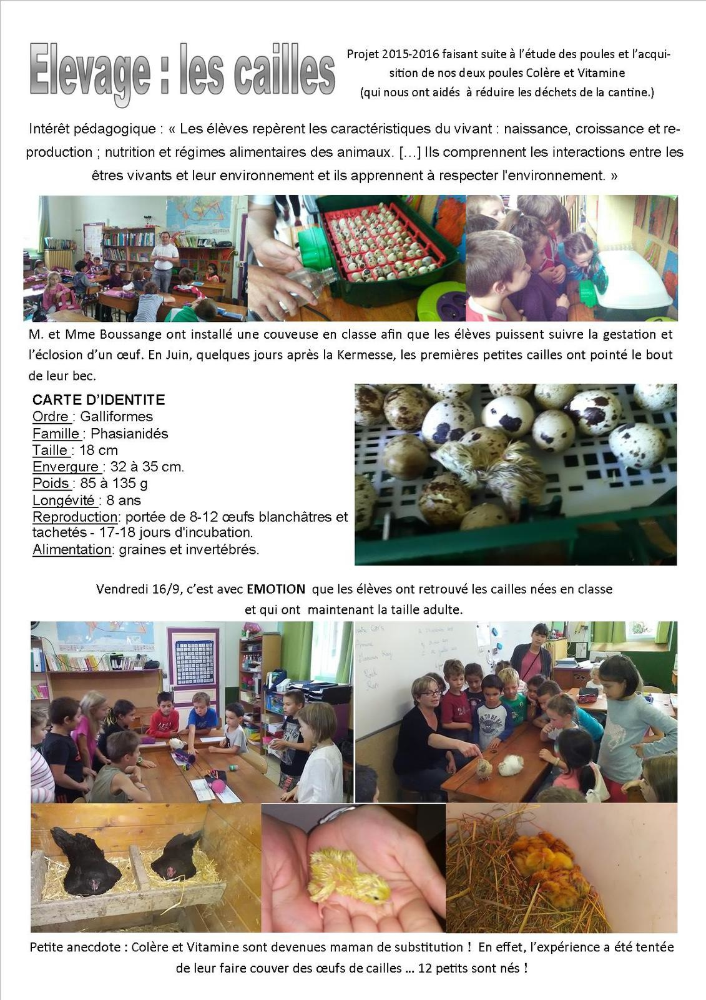 Elevage : les cailles
Projet 2015-2016 faisant suite à l'étude des poules et l'acqui-
sition de nos deux poules Colère et Vitamine
(qui nous ont aidés à réduire les déchets de la cantine.)
Intérêt pédagogique : « Les élèves repèrent les caractéristiques du vivant : naissance, croissance et re-
production ; nutrition et régimes alimentaires des animaux. [...] Ils comprennent les interactions entre les
êtres vivants et leur environnement et ils apprennent à respecter l'environnement. »
M. et Mme Boussange ont installé une couveuse en classe afin que les élèves puissent suivre la gestation et
l'éclosion d'un œuf. En Juin, quelques jours après la Kermesse, les premières petites cailles ont pointé le bout
de leur bec.
CARTE D'IDENTITE
Ordre : Galliformes
Famille : Phasianidés
Taille : 18 cm
Envergure : 32 à 35 cm.
Poids : 85 à 135 g
Longévité : 8 ans
Reproduction: portée de 8-12 œufs blanchâtres et
tachetés - 17-18 jours d'incubation.
Alimentation: graines et invertébrés.
Vendredi 16/9, c'est avec EMOTION que les élèves ont retrouvé les cailles nées en classe
et qui ont maintenant la taille adulte.
Petite anecdote : Colère et Vitamine sont devenues maman de substitution ! En effet, l'expérience a été tentée
de leur faire couver des œufs de cailles ... 12 petits sont nés !